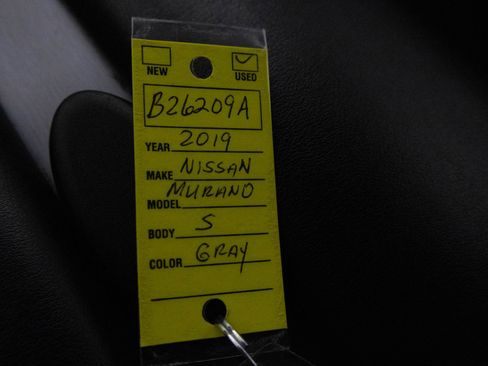 NEW USED
B26209A
YEAR 2019
MAKE NISSAN
MODEL MURANO
BODY S
COLOR GRAY